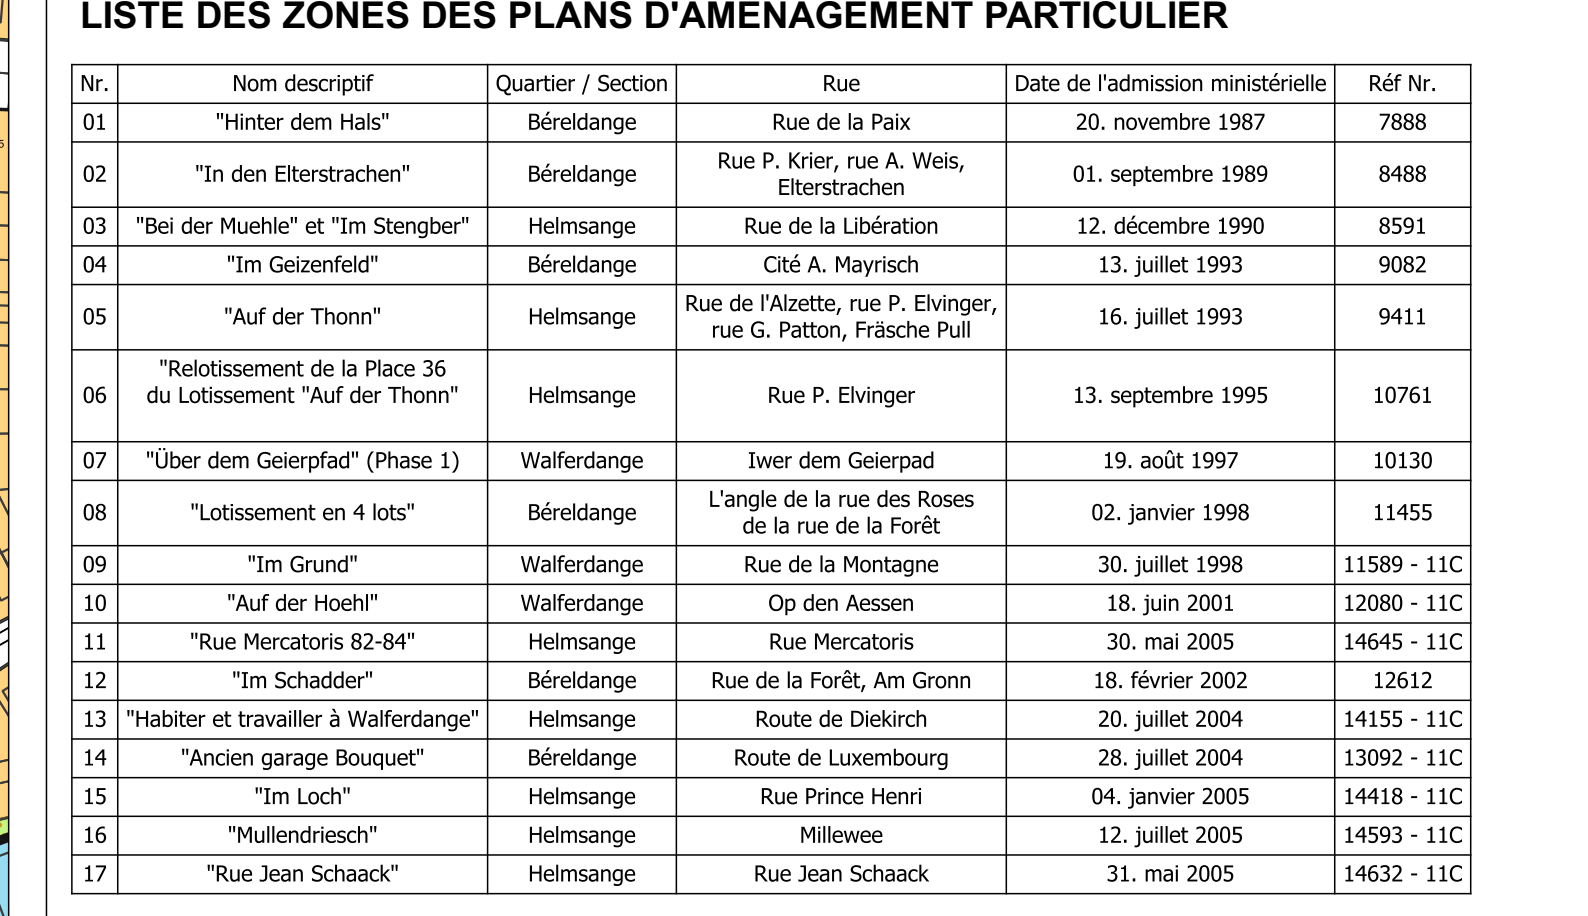 LISTE DES ZONES DES PLANS D'AMENAGEMENT PARTICULIER
Nr. Nom descriptif Quartier / Section Rue Date de l'admission ministérielle Réf Nr.
01 "Hinter dem Hals" Béreldange Rue de la Paix 20. novembre 1987 7888
02 "In den Elterstrachen" Béreldange Rue P. Krier, rue A. Weis,
Elterstrachen 01. septembre 1989 8488
03 "Bei der Muehle" et "Im Stengber" Helmsange Rue de la Libération 12. décembre 1990 8591
04 "Im Geizenfeld" Béreldange Cité A. Mayrisch 13. juillet 1993 9082
05 "Auf der Thonn" Helmsange Rue de l'Alzette, rue P. Elvinger,
rue G. Patton, Fräsche Pull 16. juillet 1993 9411
06 "Relotissement de la Place 36
du Lotissement "Auf der Thonn" Helmsange Rue P. Elvinger 13. septembre 1995 10761
07 "Über dem Geierpfad" (Phase 1) Walferdange Iwer dem Geierpad 19. août 1997 10130
08 "Lotissement en 4 lots" Béreldange L'angle de la rue des Roses
de la rue de la Forêt 02. janvier 1998 11455
09 "Im Grund" Walferdange Rue de la Montagne 30. juillet 1998 11589 - 11C
10 "Auf der Hoehl" Walferdange Op den Aessen 18. juin 2001 12080 - 11C
11 "Rue Mercatoris 82-84" Helmsange Rue Mercatoris 30. mai 2005 14645 - 11C
12 "Im Schadder" Béreldange Rue de la Forêt, Am Gronn 18. février 2002 12612
13 "Habiter et travailler à Walferdange" Helmsange Route de Diekirch 20. juillet 2004 14155 - 11C
14 "Ancien garage Bouquet" Béreldange Route de Luxembourg 28. juillet 2004 13092 - 11C
15 "Im Loch" Helmsange Rue Prince Henri 04. janvier 2005 14418 - 11C
16 "Mullendriesch" Helmsange Millewee 12. juillet 2005 14593 - 11C
17 "Rue Jean Schaack" Helmsange Rue Jean Schaack 31. mai 2005 14632 - 11C